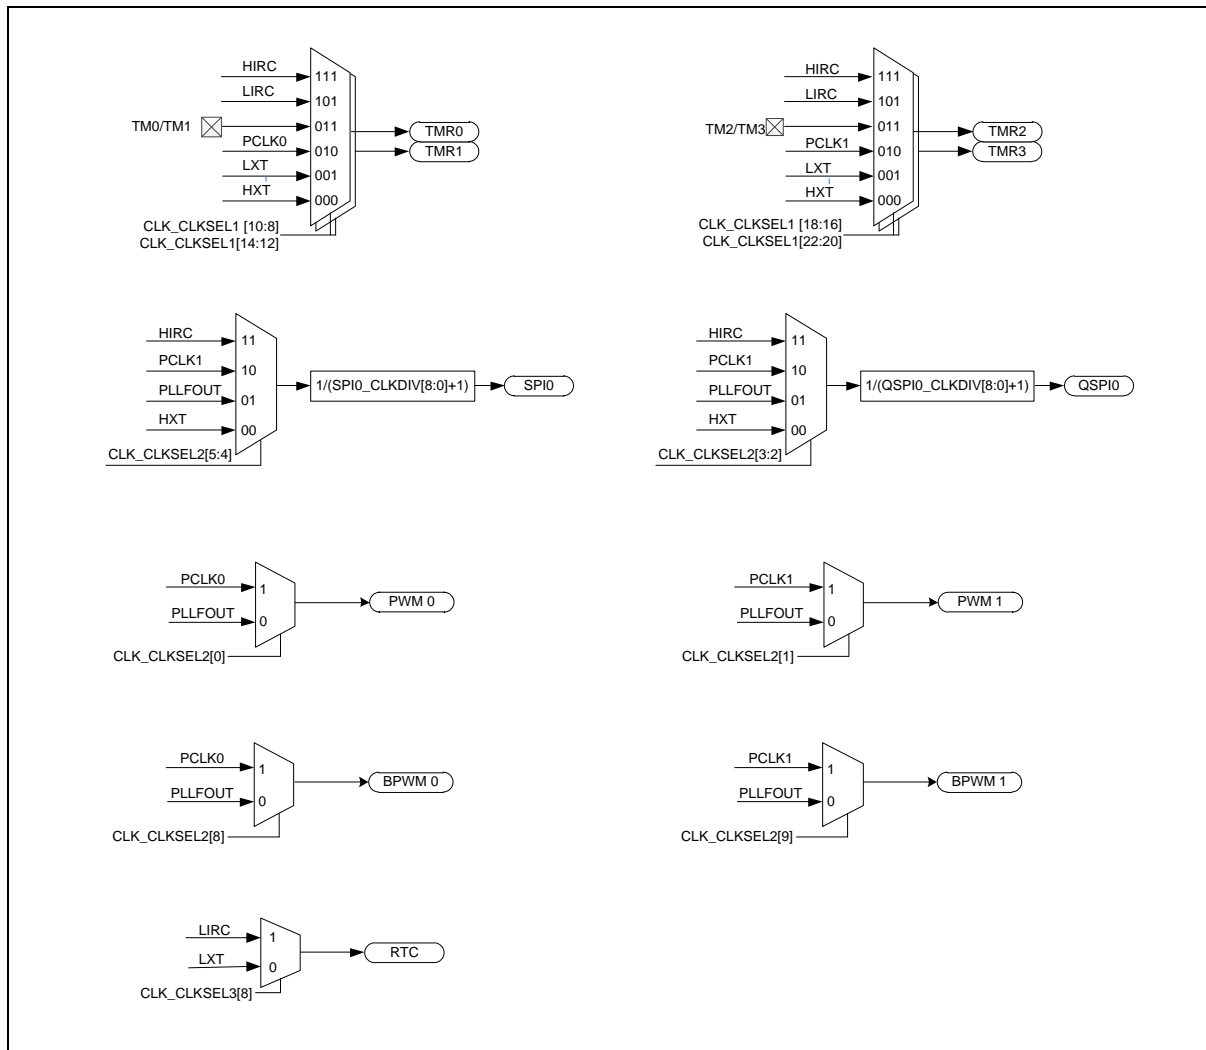 HIRC
111
LIRC
101
TM0/TM1
011
TMR0
PCLK0
010
TMR1
LXT
001
HXT
000
CLK_CLKSEL1 [10:8]
CLK_CLKSEL1[14:12]
HIRC
111
LIRC
101
TM2/TM3
011
TMR2
PCLK1
010
TMR3
LXT
001
HXT
000
CLK_CLKSEL1 [18:16]
CLK_CLKSEL1[22:20]
HIRC
11
PCLK1
10
1/(SPI0_CLKDIV[8:0]+1)
SPI0
PLLFOUT
01
HXT
00
CLK_CLKSEL2[5:4]
HIRC
11
PCLK1
10
1/(QSPI0_CLKDIV[8:0]+1)
QSPI0
PLLFOUT
01
HXT
00
CLK_CLKSEL2[3:2]
PCLK0
1
PWM 0
PLLFOUT
0
CLK_CLKSEL2[0]
PCLK1
1
PWM 1
PLLFOUT
0
CLK_CLKSEL2[1]
PCLK0
1
BPWM 0
PLLFOUT
0
CLK_CLKSEL2[8]
PCLK1
1
BPWM 1
PLLFOUT
0
CLK_CLKSEL2[9]
LIRC
1
RTC
LXT
0
CLK_CLKSEL3[8]